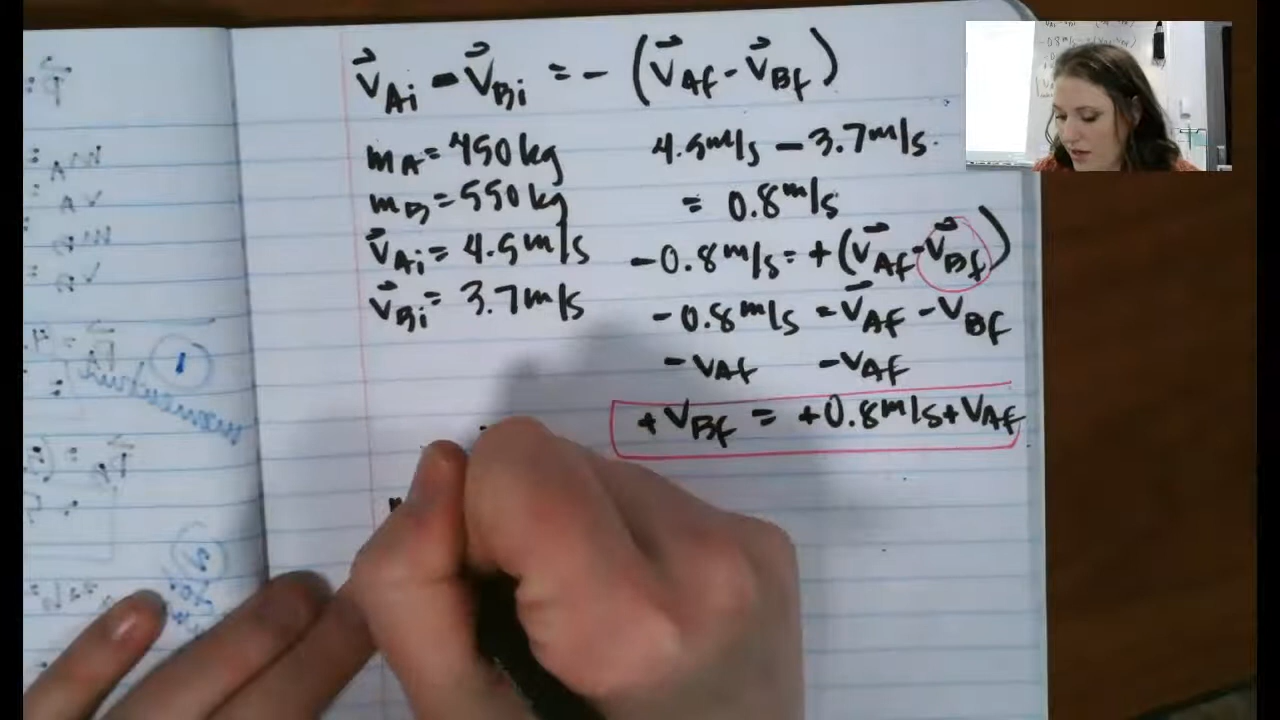 v⃗Ai - v⃗Bi = - (v⃗Af - v⃗Bf)
mA = 450 kg
mB = 550 kg
v⃗Ai = 4.5 m/s
v⃗Bi = 3.7 m/s
4.5 m/s - 3.7 m/s.
= 0.8 m/s
-0.8 m/s = +(v⃗Af - v⃗Bf)
-0.8 m/s = v⃗Af - vBf
-vAf -vAf
+vBf = +0.8 m/s + vAf